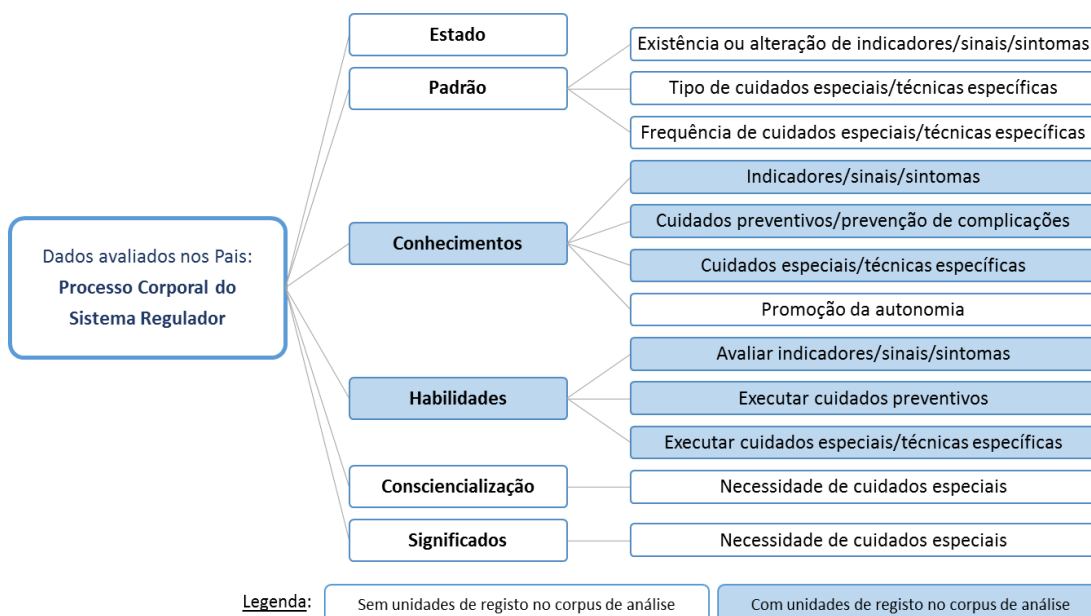 Dados avaliados nos Pais:
Processo Corporal do
Sistema Regulador
Estado
Padrão
Existência ou alteração de indicadores/sinais/sintomas
Tipo de cuidados especiais/técnicas específicas
Frequência de cuidados especiais/técnicas específicas
Conhecimentos
Indicadores/sinais/sintomas
Cuidados preventivos/prevenção de complicações
Cuidados especiais/técnicas específicas
Promoção da autonomia
Habilidades
Avaliar indicadores/sinais/sintomas
Executar cuidados preventivos
Executar cuidados especiais/técnicas específicas
Consciencialização
Necessidade de cuidados especiais
Significados
Necessidade de cuidados especiais
Legenda:
Sem unidades de registo no corpus de análise
Com unidades de registo no corpus de análise